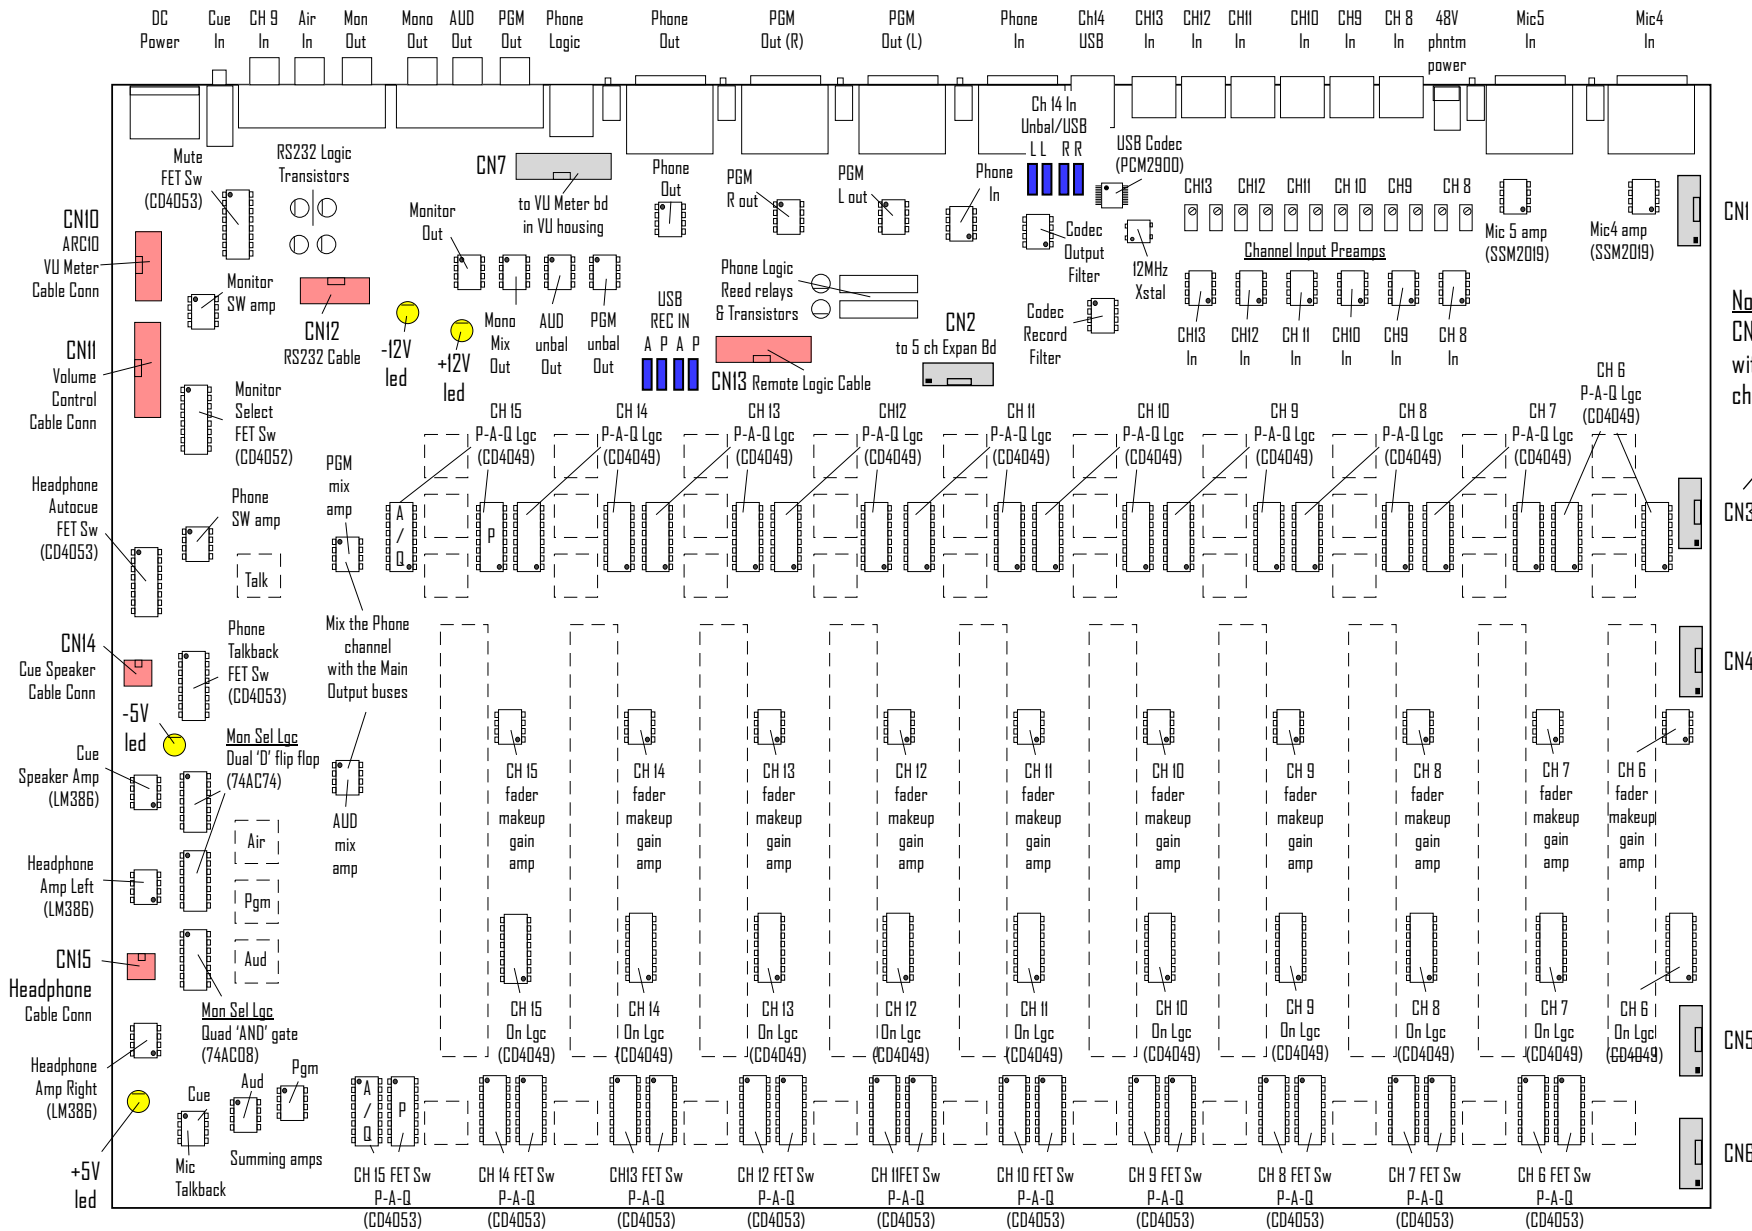 DC
Power
Cue
In
CH 9
In
Air
In
Mon
Out
Mono
Out
AUD
Out
PGM
Out
Phone
Logic
Phone
Out
PGM
Out (R)
PGM
Out (L)
Phone
In
Ch14
USB
CH13
In
CH12
In
CH11
In
CH10
In
CH9
In
CH 8
In
48V
phntm
power
Mic5
In
Mic4
In
Mute
FET Sw
(CD4053)
RS232 Logic
Transistors
CN7
to VU Meter bd
in VU housing
Phone
Out
PGM
R out
PGM
L out
Phone
In
Ch 14 In
Unbal/USB
L L R R
USB Codec
(PCM2900)
CH13
CH12
CH11
CH 10
CH9
CH 8
Mic 5 amp
(SSM2019)
Mic4 amp
(SSM2019)
CN1
CN10
ARC10
VU Meter
Cable Conn
Monitor
Out
Codec
Output
Filter
12MHz
Xstal
Channel Input Preamps
Monitor
SW amp
CN12
RS232 Cable
-12V
led
+12V
led
Mono
Mix
Out
AUD
unbal
Out
PGM
unbal
Out
USB
REC IN
A P A P
Phone Logic
Reed relays
& Transistors
CN13 Remote Logic Cable
CN2
to 5 ch Expan Bd
Codec
Record
Filter
CH13
In
CH12
In
CH 11
In
CH10
In
CH9
In
CH 8
In
No
CN
wit
ch
CN11
Volume
Control
Cable Conn
Monitor
Select
FET Sw
(CD4052)
CH 15
P-A-Q Lgc
(CD4049)
CH 14
P-A-Q Lgc
(CD4049)
CH 13
P-A-Q Lgc
(CD4049)
CH12
P-A-Q Lgc
(CD4049)
CH 11
P-A-Q Lgc
(CD4049)
CH 10
P-A-Q Lgc
(CD4049)
CH 9
P-A-Q Lgc
(CD4049)
CH 8
P-A-Q Lgc
(CD4049)
CH 7
P-A-Q Lgc
(CD4049)
CH 6
P-A-Q Lgc
(CD4049)
Headphone
Autocue
FET Sw
(CD4053)
Phone
SW amp
PGM
mix
amp
A
/
Q
P
CN3
Talk
Mix the Phone
channel
with the Main
Output buses
CN14
Cue Speaker
Cable Conn
Phone
Talkback
FET Sw
(CD4053)
CN4
-5V
led
Mon Sel Lgc
Dual 'D' flip flop
(74AC74)
Cue
Speaker Amp
(LM386)
AUD
mix
amp
CH 15
fader
makeup
gain
amp
CH 14
fader
makeup
gain
amp
CH 13
fader
makeup
gain
amp
CH 12
fader
makeup
gain
amp
CH 11
fader
makeup
gain
amp
CH 10
fader
makeup
gain
amp
CH 9
fader
makeup
gain
amp
CH 8
fader
makeup
gain
amp
CH 7
fader
makeup
gain
amp
CH 6
fader
makeup
gain
amp
Air
Pgm
Aud
Headphone
Amp Left
(LM386)
CN15
Headphone
Cable Conn
Mon Sel Lgc
Quad 'AND' gate
(74AC08)
CH 15
On Lgc
(CD4049)
CH 14
On Lgc
(CD4049)
CH 13
On Lgc
(CD4049)
CH 12
On Lgc
(CD4049)
CH 11
On Lgc
(CD4049)
CH 10
On Lgc
(CD4049)
CH 9
On Lgc
(CD4049)
CH 8
On Lgc
(CD4049)
CH 7
On Lgc
(CD4049)
CH 6
On Lgc
(CD4049)
CN5
Headphone
Amp Right
(LM386)
Cue
Aud
Pgm
A
/
Q
P
+5V
led
Mic
Talkback
Summing amps
CH 15 FET Sw
P-A-Q
(CD4053)
CH 14 FET Sw
P-A-Q
(CD4053)
CH13 FET Sw
P-A-Q
(CD4053)
CH 12 FET Sw
P-A-Q
(CD4053)
CH 11FET Sw
P-A-Q
(CD4053)
CH 10 FET Sw
P-A-Q
(CD4053)
CH 9 FET Sw
P-A-Q
(CD4053)
CH 8 FET Sw
P-A-Q
(CD4053)
CH 7 FET Sw
P-A-Q
(CD4053)
CH 6 FET Sw
P-A-Q
(CD4053)
CN6